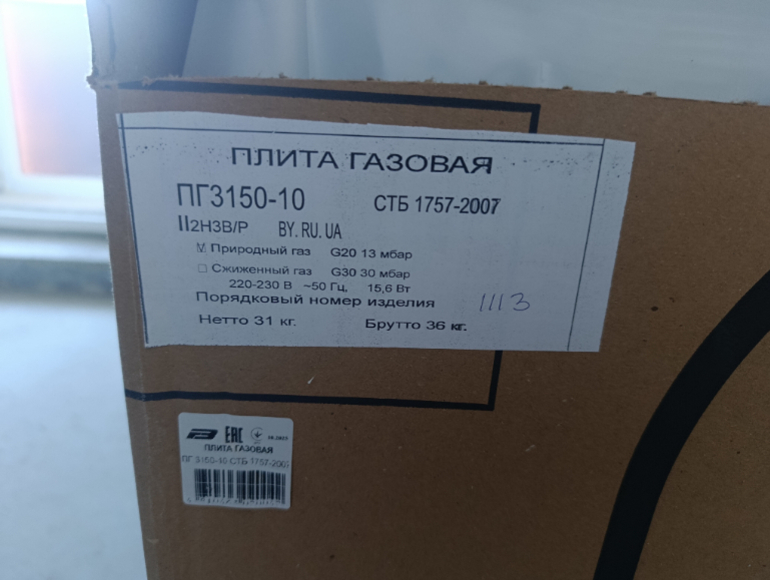 ПЛИТА ГАЗОВАЯ
ПГ3150-10 СТБ 1757-2007
II2H3B/P BY. RU. UA
Природный газ G20 13 мбар
Сжиженный газ G30 30 мбар
220-230 В ~50 Гц, 15,6 Вт
Порядковый номер изделия 1113
Нетто 31 кг. Брутто 36 кг.
EAC
ПЛИТА ГАЗОВАЯ
ПГ 3150-10 СТБ 1757-2007